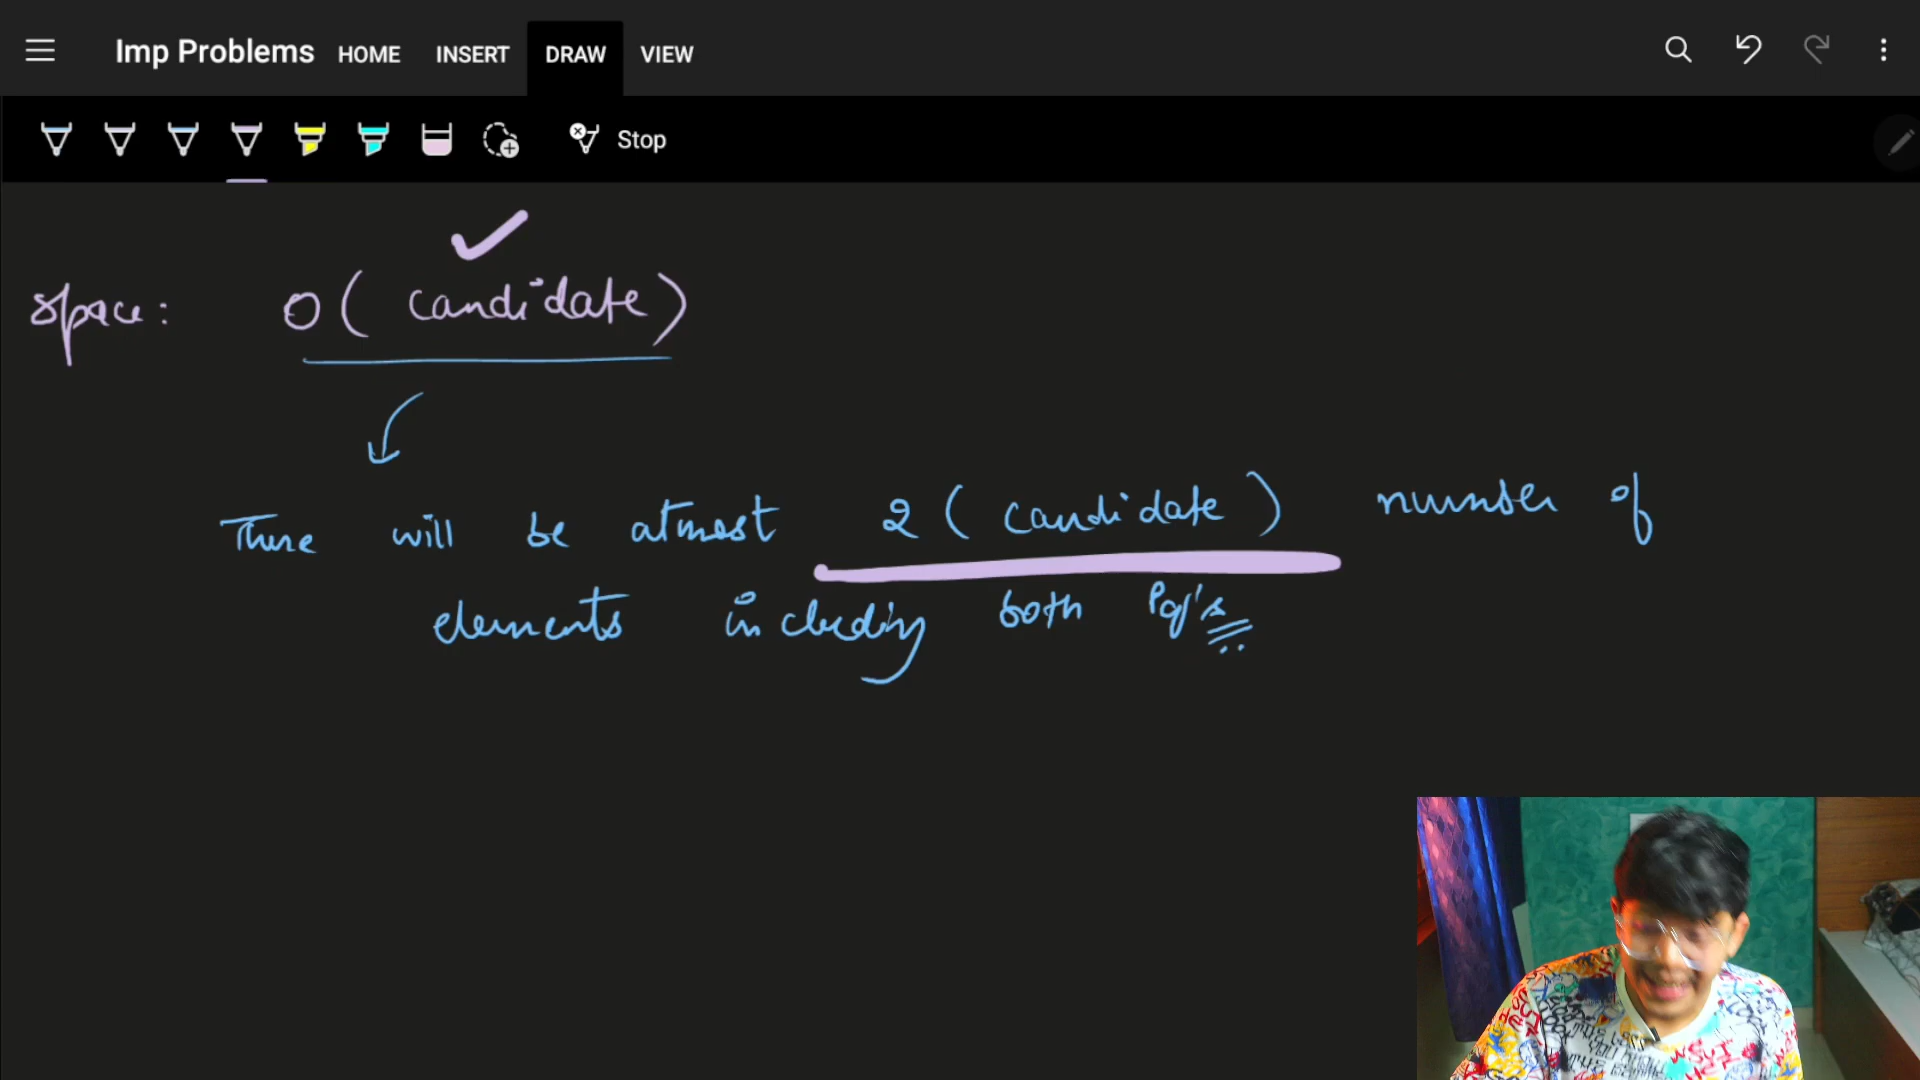 Imp Problems HOME INSERT DRAW VIEW
Stop
space: O( candidate)
There will be atmost 2 ( candidate ) number of
elements including both Pq's